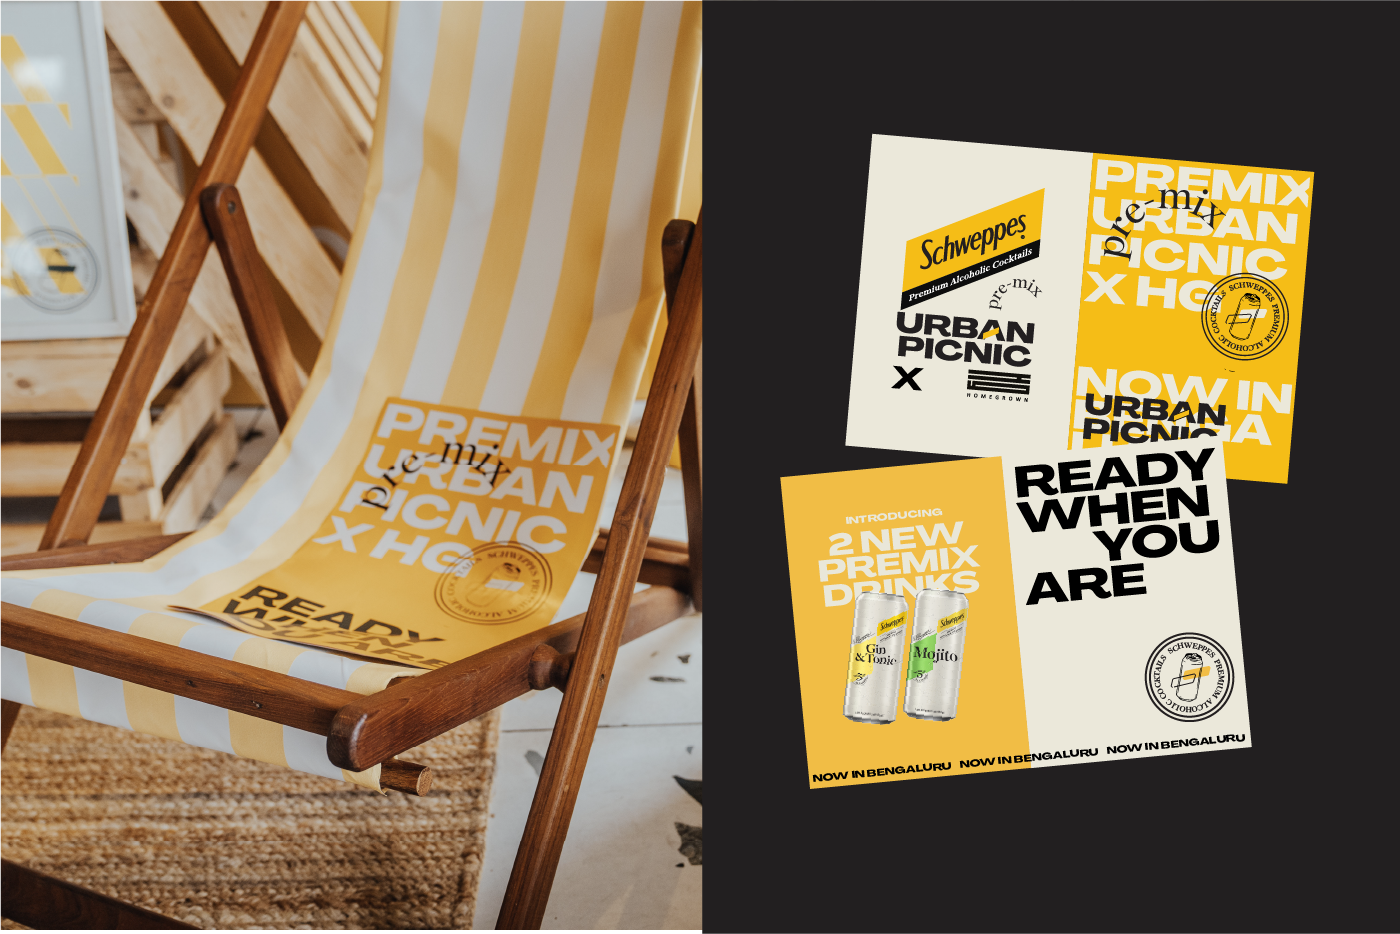 PREMIX
URBAN
PICNIC
X HG
pre-mix
SCHWEPPES PREMIUM ALCOHOLIC COCKTAILS
READY
Schweppes
Premium Alcoholic Cocktails
pre-mix
URBAN
PICNIC
X
HOMEGROWN
PREMIX
URBAN
PICNIC
X HG
pre-mix
SCHWEPPES PREMIUM ALCOHOLIC COCKTAILS
NOW IN
URBAN
PICNIC
INTRODUCING
2 NEW
PREMIX
DRINKS
Schweppes
Gin
&Tonic
Schweppes
Mojito
READY
WHEN
YOU
ARE
SCHWEPPES PREMIUM ALCOHOLIC COCKTAILS
NOW IN BENGALURU NOW IN BENGALURU NOW IN BENGALURU